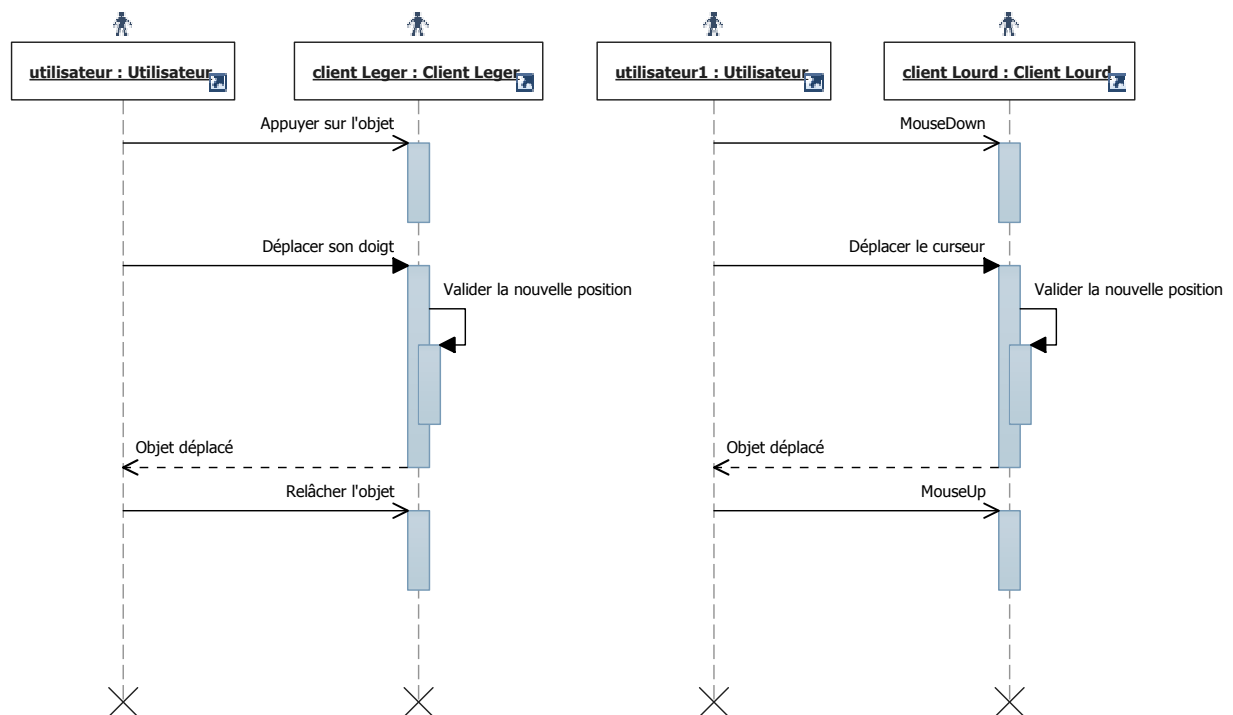 utilisateur : Utilisateur
client Leger : Client Leger
utilisateur1 : Utilisateur
client Lourd : Client Lourd
Appuyer sur l'objet
MouseDown
Déplacer son doigt
Déplacer le curseur
Valider la nouvelle position
Valider la nouvelle position
Objet déplacé
Objet déplacé
Relâcher l'objet
MouseUp